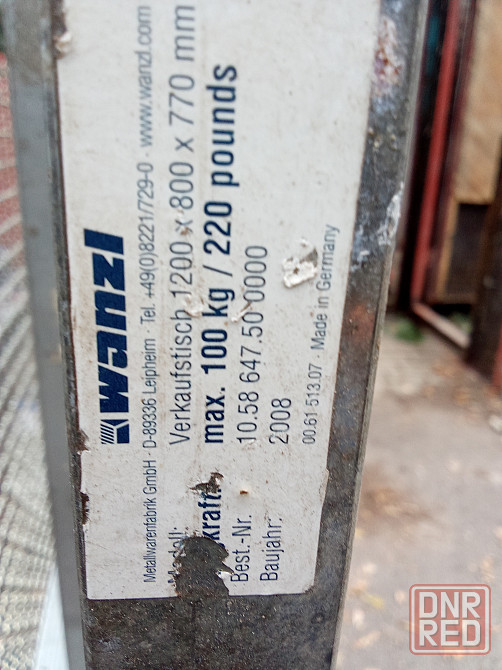 wanzl
Metallwarenfabrik GmbH · D-89336 Leipheim · Tel. +49(0)8221/729-0 · www.wanzl.com
Verkaufstisch 1200 x 800 x 770 mm
kraft: max. 100 kg / 220 pounds
Best.-Nr. 10.58 647.50 0000
Baujahr: 2008
00.61 513.07 · Made in Germany
DNR
RED